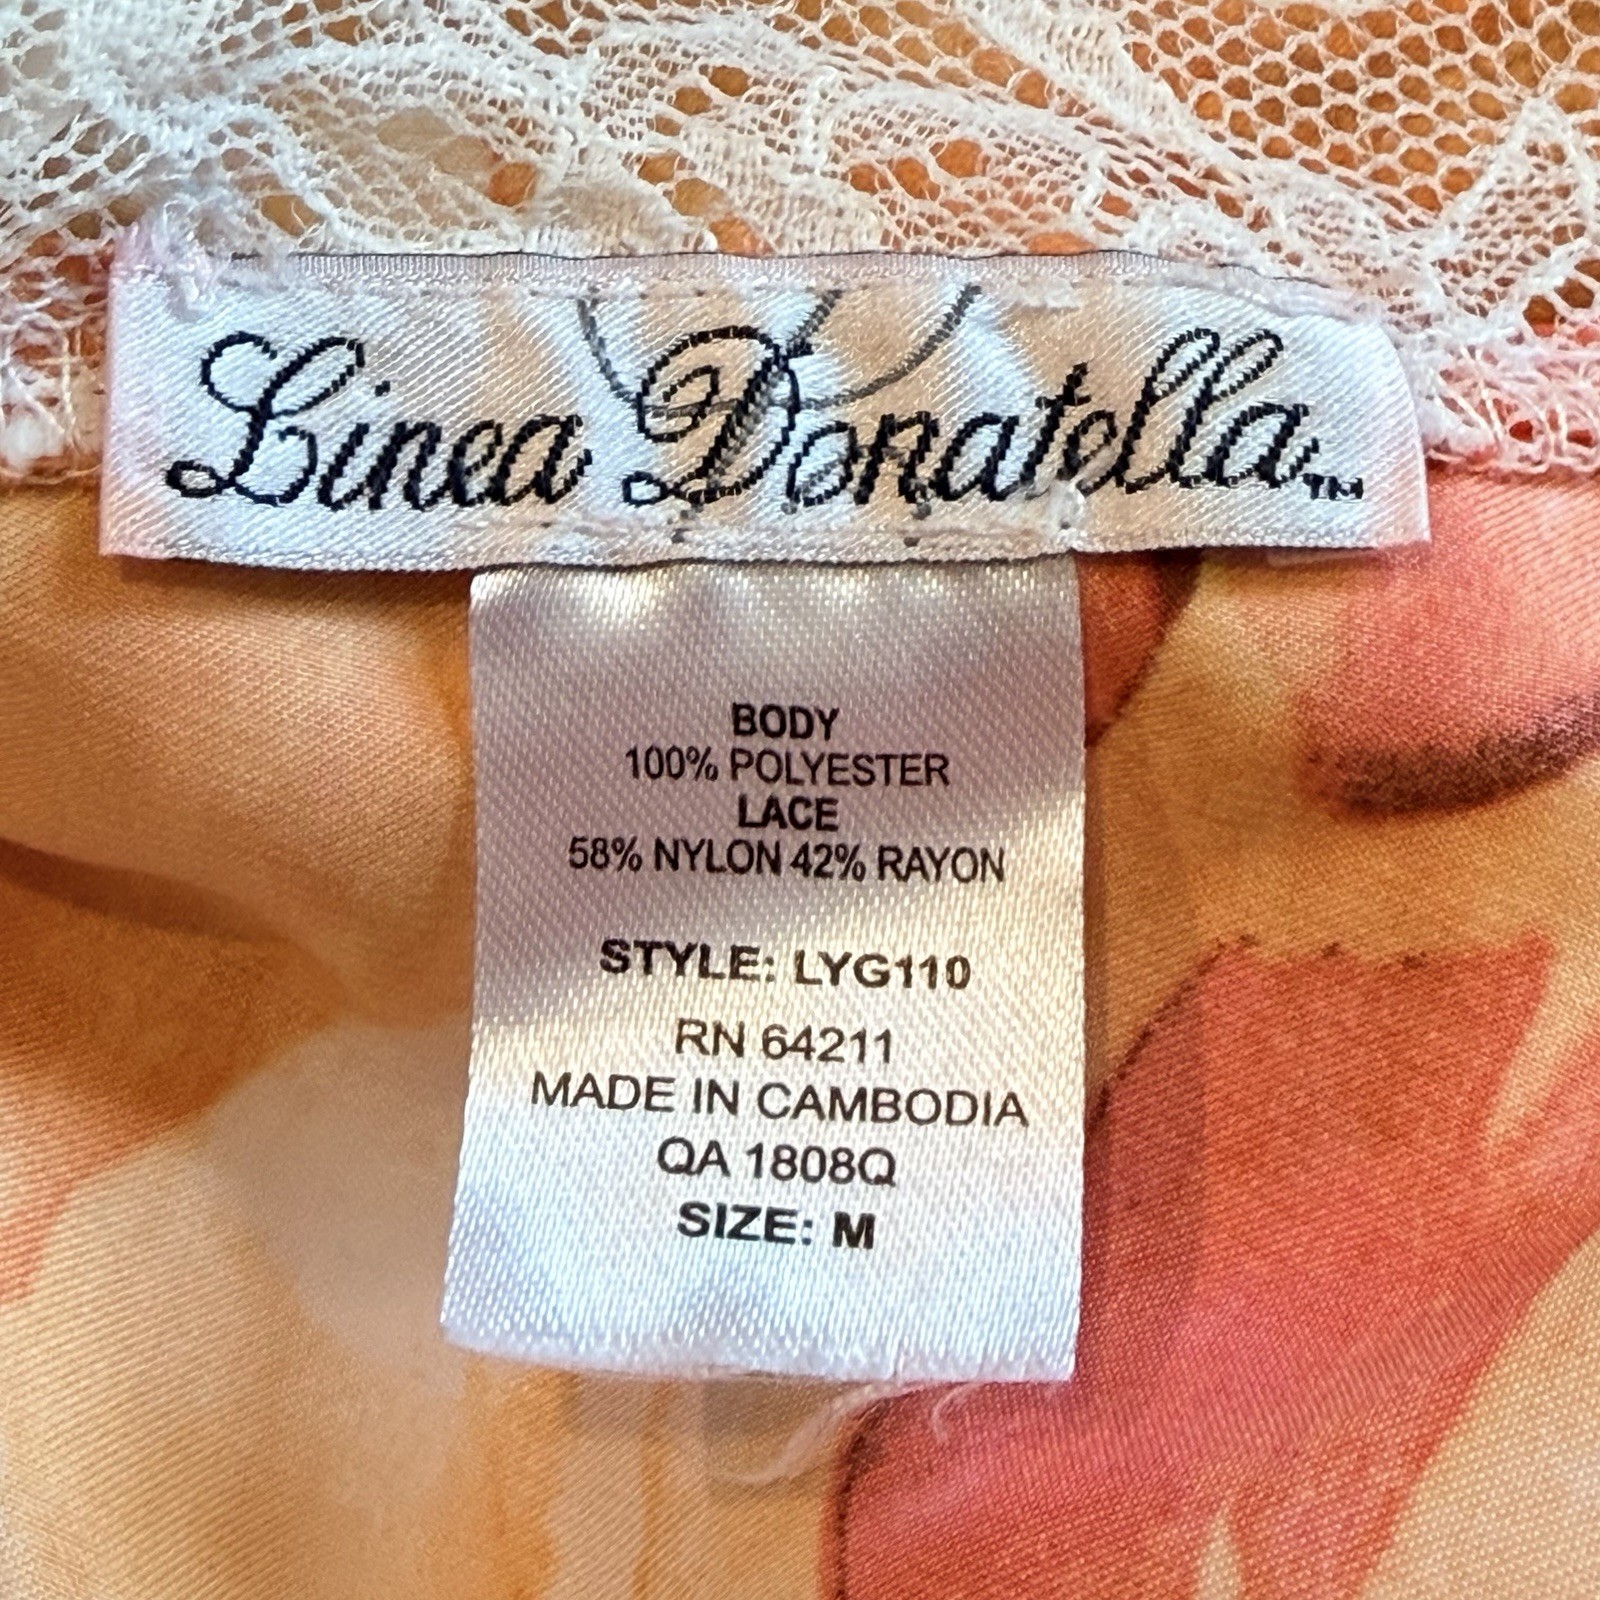 Linea Donatella™
BODY
100% POLYESTER
LACE
58% NYLON 42% RAYON
STYLE: LYG110
RN 64211
MADE IN CAMBODIA
QA 1808Q
SIZE: M